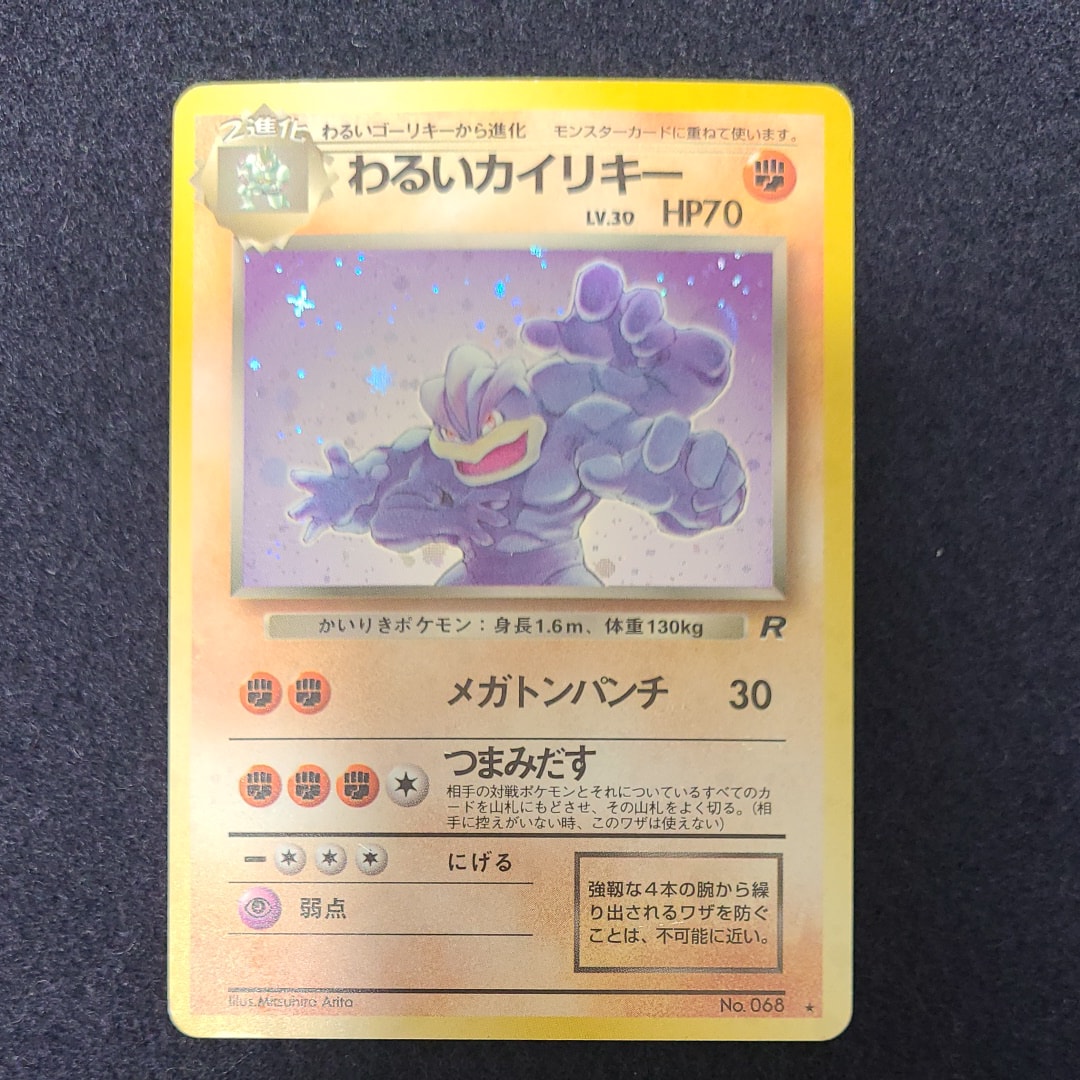 2進化 わるいゴーリキーから進化 モンスターカードに重ねて使います。
わるいカイリキー
LV.30 HP70
かいりきポケモン：身長1.6m、体重130kg R
メガトンパンチ 30
つまみだす
相手の対戦ポケモンとそれについているすべてのカ
ードを山札にもどさせ、その山札をよく切る。（相
手に控えがいない時、このワザは使えない）
ー にげる
弱点
強靱な4本の腕から繰
り出されるワザを防ぐ
ことは、不可能に近い。
Illus.Mitsuhiro Arita No. 068 ★